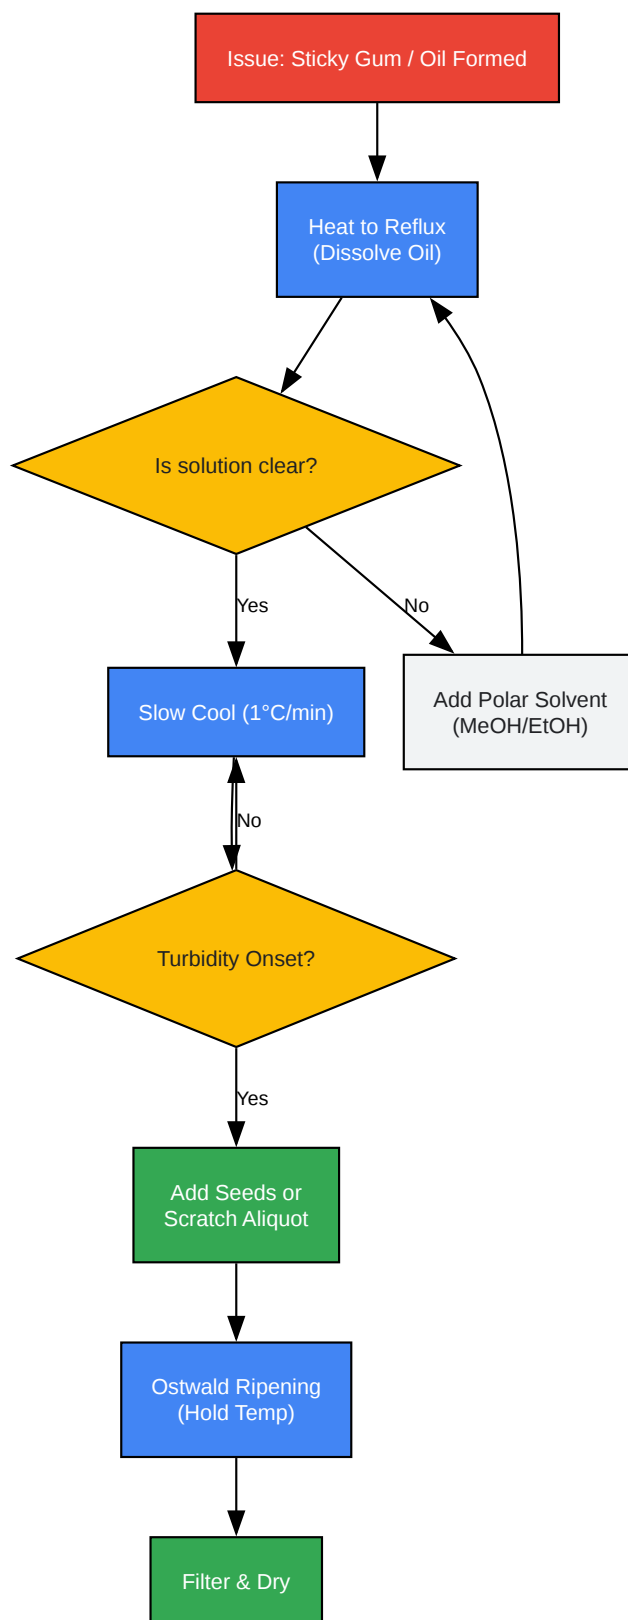 Issue: Sticky Gum / Oil Formed
Heat to Reflux
(Dissolve Oil)
Is solution clear?
Yes
No
Slow Cool (1°C/min)
Add Polar Solvent
(MeOH/EtOH)
No
Turbidity Onset?
Yes
Add Seeds or
Scratch Aliquot
Ostwald Ripening
(Hold Temp)
Filter & Dry